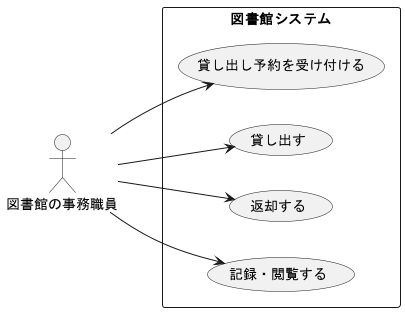 図書館システム
貸し出し予約を受け付ける
貸し出す
図書館の事務職員
返却する
記録・閲覧する